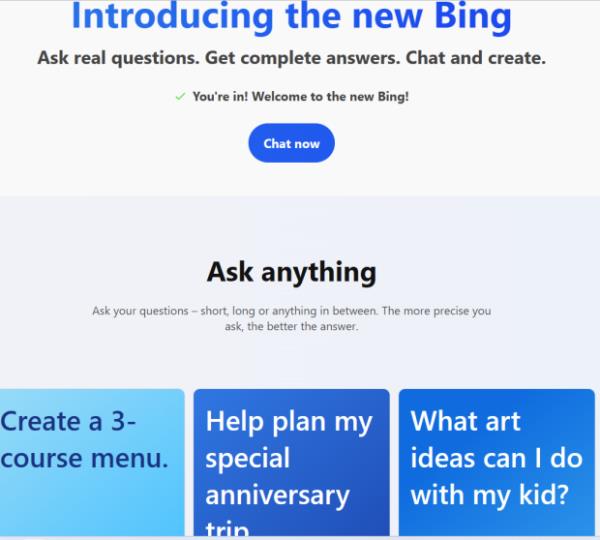 Introducing the new Bing
Ask real questions. Get complete answers. Chat and create.
You're in! Welcome to the new Bing!
Chat now
Ask anything
Ask your questions – short, long or anything in between. The more precise you
ask, the better the answer.
Create a 3-
course menu.
Help plan my
special
anniversary
trip
What art
ideas can I do
with my kid?